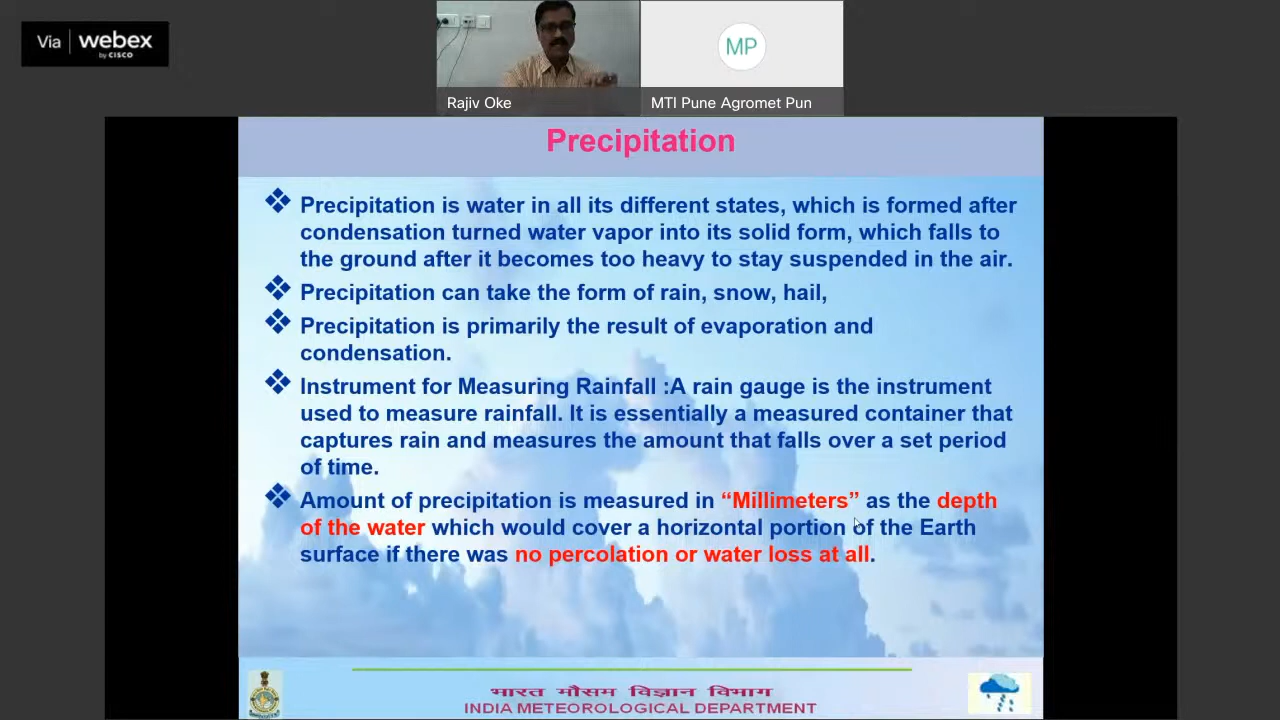 Via webex
by CISCO
Rajiv Oke
MP
MTI Pune Agromet Pun
Precipitation
Precipitation is water in all its different states, which is formed after
condensation turned water vapor into its solid form, which falls to
the ground after it becomes too heavy to stay suspended in the air.
Precipitation can take the form of rain, snow, hail,
Precipitation is primarily the result of evaporation and
condensation.
Instrument for Measuring Rainfall :A rain gauge is the instrument
used to measure rainfall. It is essentially a measured container that
captures rain and measures the amount that falls over a set period
of time.
Amount of precipitation is measured in “Millimeters” as the depth
of the water which would cover a horizontal portion of the Earth
surface if there was no percolation or water loss at all.
भारत मौसम विज्ञान विभाग
INDIA METEOROLOGICAL DEPARTMENT